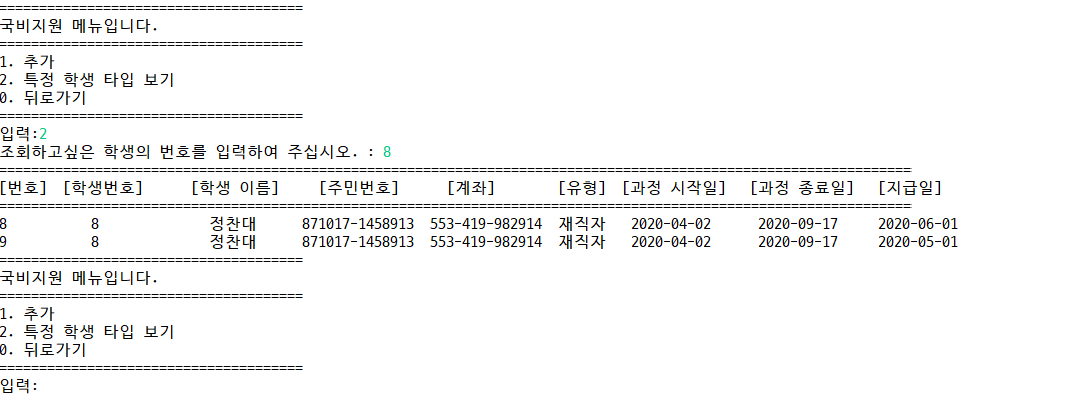 ======================================
국비지원 메뉴입니다.
======================================
1. 추가
2. 특정 학생 타입 보기
0. 뒤로가기
======================================
입력:2
조회하고싶은 학생의 번호를 입력하여 주십시오. : 8
==================================================================================================================
[번호] [학생번호] [학생 이름] [주민번호] [계좌] [유형] [과정 시작일] [과정 종료일] [지급일]
==================================================================================================================
8 8 정찬대 871017-1458913 553-419-982914 재직자 2020-04-02 2020-09-17 2020-06-01
9 8 정찬대 871017-1458913 553-419-982914 재직자 2020-04-02 2020-09-17 2020-05-01
======================================
국비지원 메뉴입니다.
======================================
1. 추가
2. 특정 학생 타입 보기
0. 뒤로가기
======================================
입력: